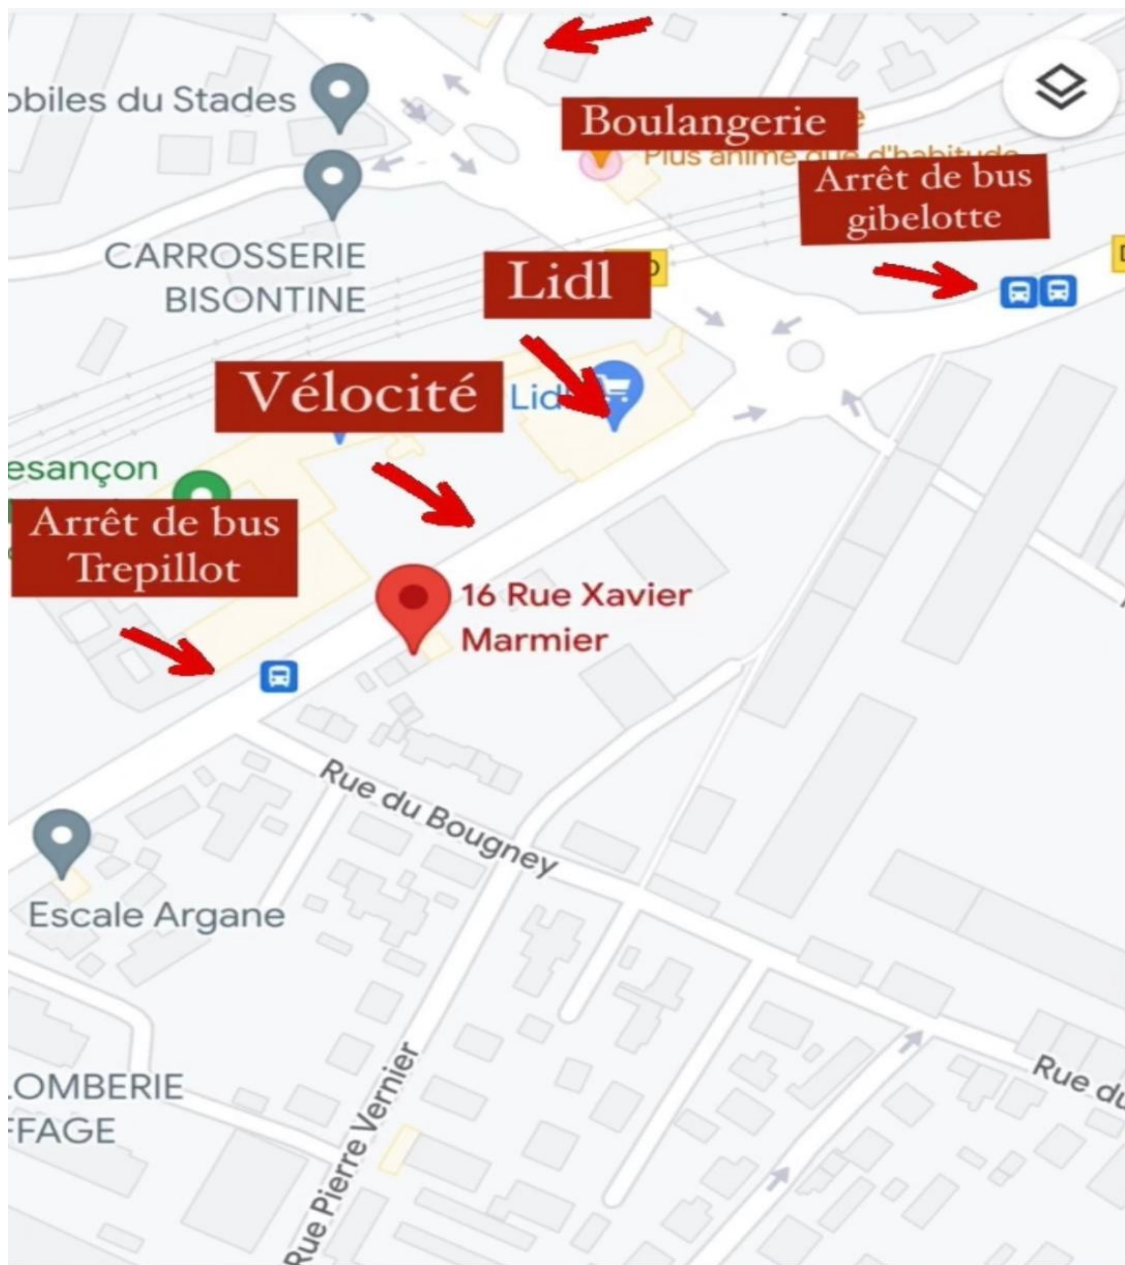 obiles du Stades
Boulangerie
Plus animé que d'habitude
Arrêt de bus
gibelotte
CARROSSERIE
BISONTINE
Lidl
Vélocité
Lidl
esançon
Arrêt de bus
Trepillot
16 Rue Xavier
Marmier
Rue du Bougney
Escale Argane
LOMBERIE
FFAGE
Rue Pierre Vernier
Rue du